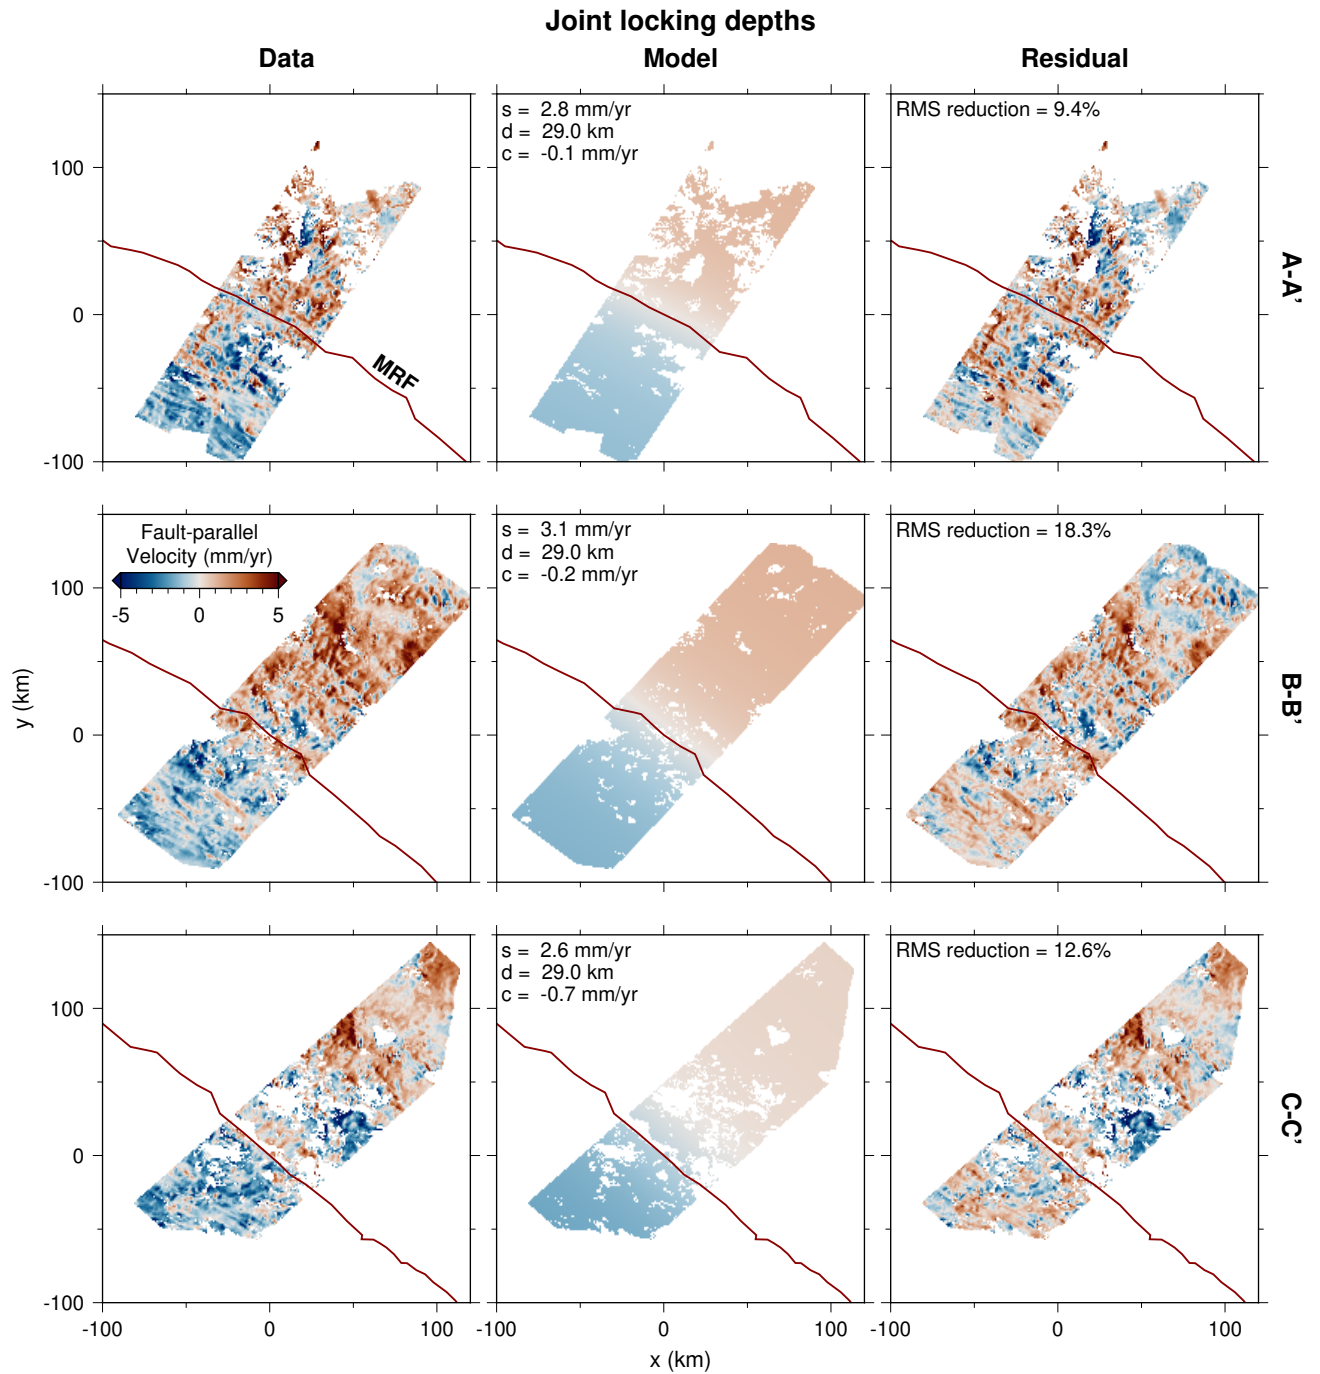 Joint locking depths
Data
Model
Residual
s = 2.8 mm/yr
d = 29.0 km
c = -0.1 mm/yr
RMS reduction = 9.4%
100
0
-100
MRF
A-A'
Fault-parallel
Velocity (mm/yr)
-5
0
5
s = 3.1 mm/yr
d = 29.0 km
c = -0.2 mm/yr
RMS reduction = 18.3%
100
0
-100
y (km)
B-B'
s = 2.6 mm/yr
d = 29.0 km
c = -0.7 mm/yr
RMS reduction = 12.6%
100
0
-100
C-C'
-100
0
100
-100
0
100
-100
0
100
x (km)